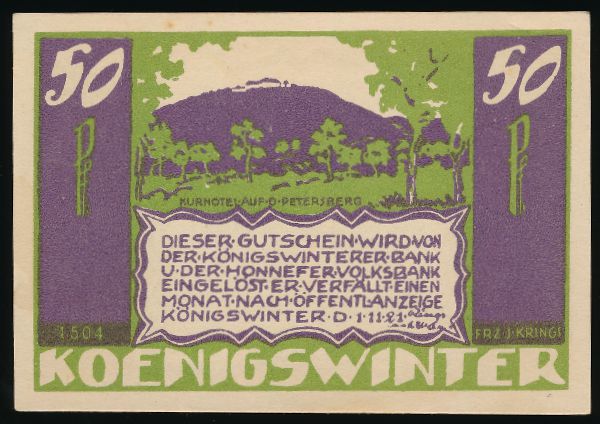 50 50
Pf Pf
KURHOTEL·AUF·D·PETERSBERG
DIESER·GUTSCHEIN·WIRD·VON
DER·KÖNIGSWINTERER·BANK
U·DER·HONNEFER·VOLKSBANK
EINGELÖST·ER·VERFÄLLT·EINEN
MONAT·NACH·ÖFFENTL·ANZEIGE
KÖNIGSWINTER·D·1·11·21·
1504 FRZ·J·KRINGS
KOENIGSWINTER